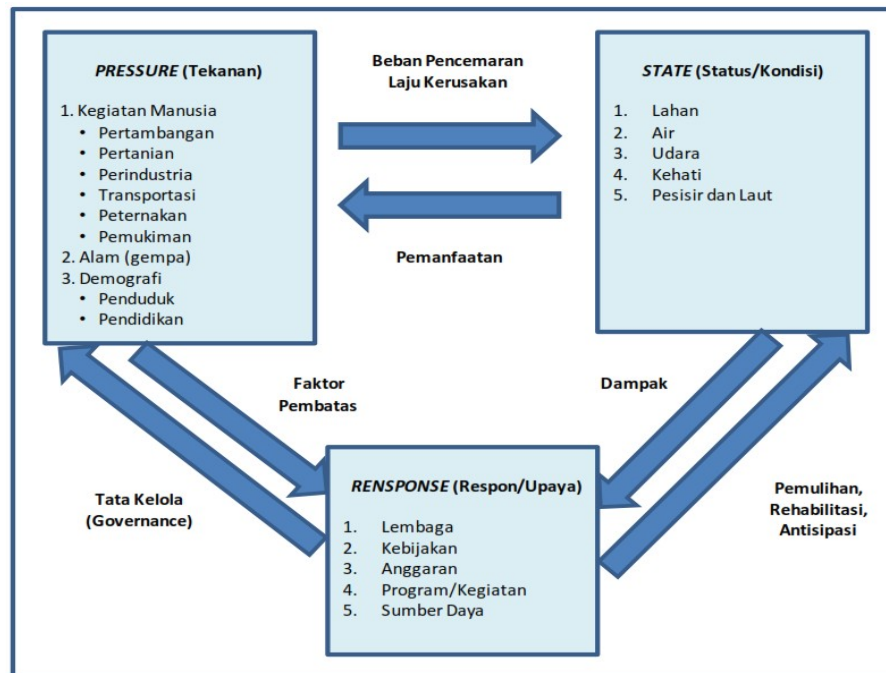 PRESSURE (Tekanan)
1. Kegiatan Manusia
• Pertambangan
• Pertanian
• Perindustria
• Transportasi
• Peternakan
• Pemukiman
2. Alam (gempa)
3. Demografi
• Penduduk
• Pendidikan
Beban Pencemaran
Laju Kerusakan
Pemanfaatan
STATE (Status/Kondisi)
1. Lahan
2. Air
3. Udara
4. Kehati
5. Pesisir dan Laut
Faktor
Pembatas
Dampak
Tata Kelola
(Governance)
RENSPONSE (Respon/Upaya)
1. Lembaga
2. Kebijakan
3. Anggaran
4. Program/Kegiatan
5. Sumber Daya
Pemulihan,
Rehabilitasi,
Antisipasi